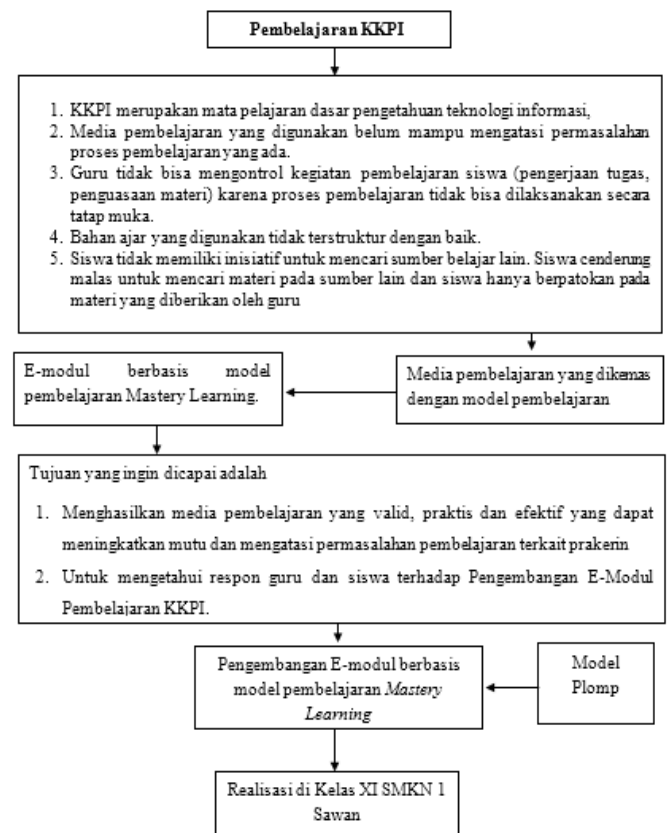 Pembelajaran KKPI
1. KKPI merupakan mata pelajaran dasar pengetahuan teknologi informasi,
2. Media pembelajaran yang digunakan belum mampu mengatasi permasalahan
proses pembelajaran yang ada.
3. Guru tidak bisa mengontrol kegiatan pembelajaran siswa (pengerjaan tugas,
penguasaan materi) karena proses pembelajaran tidak bisa dilaksanakan secara
tatap muka.
4. Bahan ajar yang digunakan tidak terstruktur dengan baik.
5. Siswa tidak memiliki inisiatif untuk mencari sumber belajar lain. Siswa cenderung
malas untuk mencari materi pada sumber lain dan siswa hanya berpatokan pada
materi yang diberikan oleh guru
E-modul berbasis model
pembelajaran Mastery Learning.
Media pembelajaran yang dikemas
dengan model pembelajaran
Tujuan yang ingin dicapai adalah
1. Menghasilkan media pembelajaran yang valid, praktis dan efektif yang dapat
meningkatkan mutu dan mengatasi permasalahan pembelajaran terkait prakerin
2. Untuk mengetahui respon guru dan siswa terhadap Pengembangan E-Modul
Pembelajaran KKPI.
Pengembangan E-modul berbasis
model pembelajaran Mastery
Learning
Model
Plomp
Realisasi di Kelas XI SMKN 1
Sawan